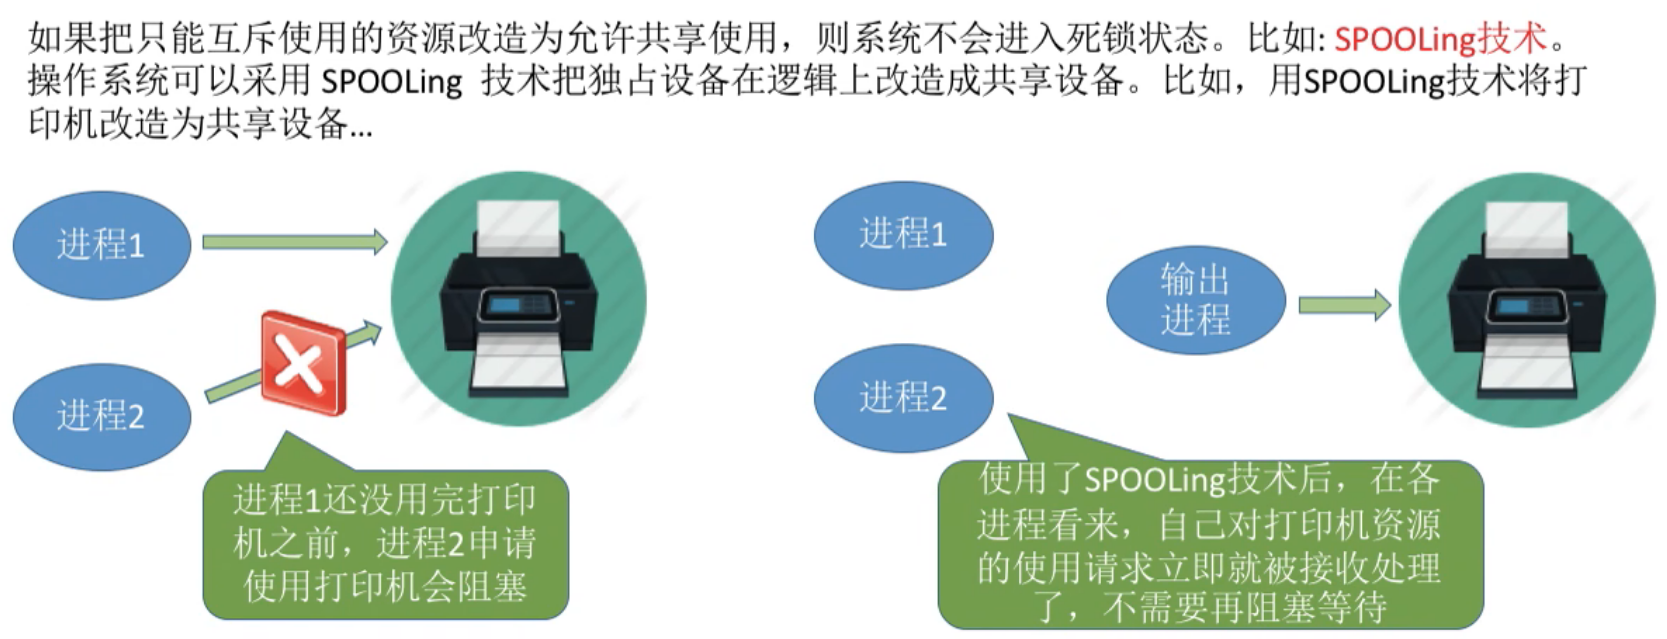 如果把只能互斥使用的资源改造为允许共享使用，则系统不会进入死锁状态。比如: SPOOLing技术。
操作系统可以采用 SPOOLing 技术把独占设备在逻辑上改造成共享设备。比如，用SPOOLing技术将打
印机改造为共享设备...
进程1
进程2
进程1还没用完打印
机之前，进程2申请
使用打印机会阻塞
进程1
进程2
输出
进程
使用了SPOOLing技术后，在各
进程看来，自己对打印机资源
的使用请求立即就被接收处理
了，不需要再阻塞等待